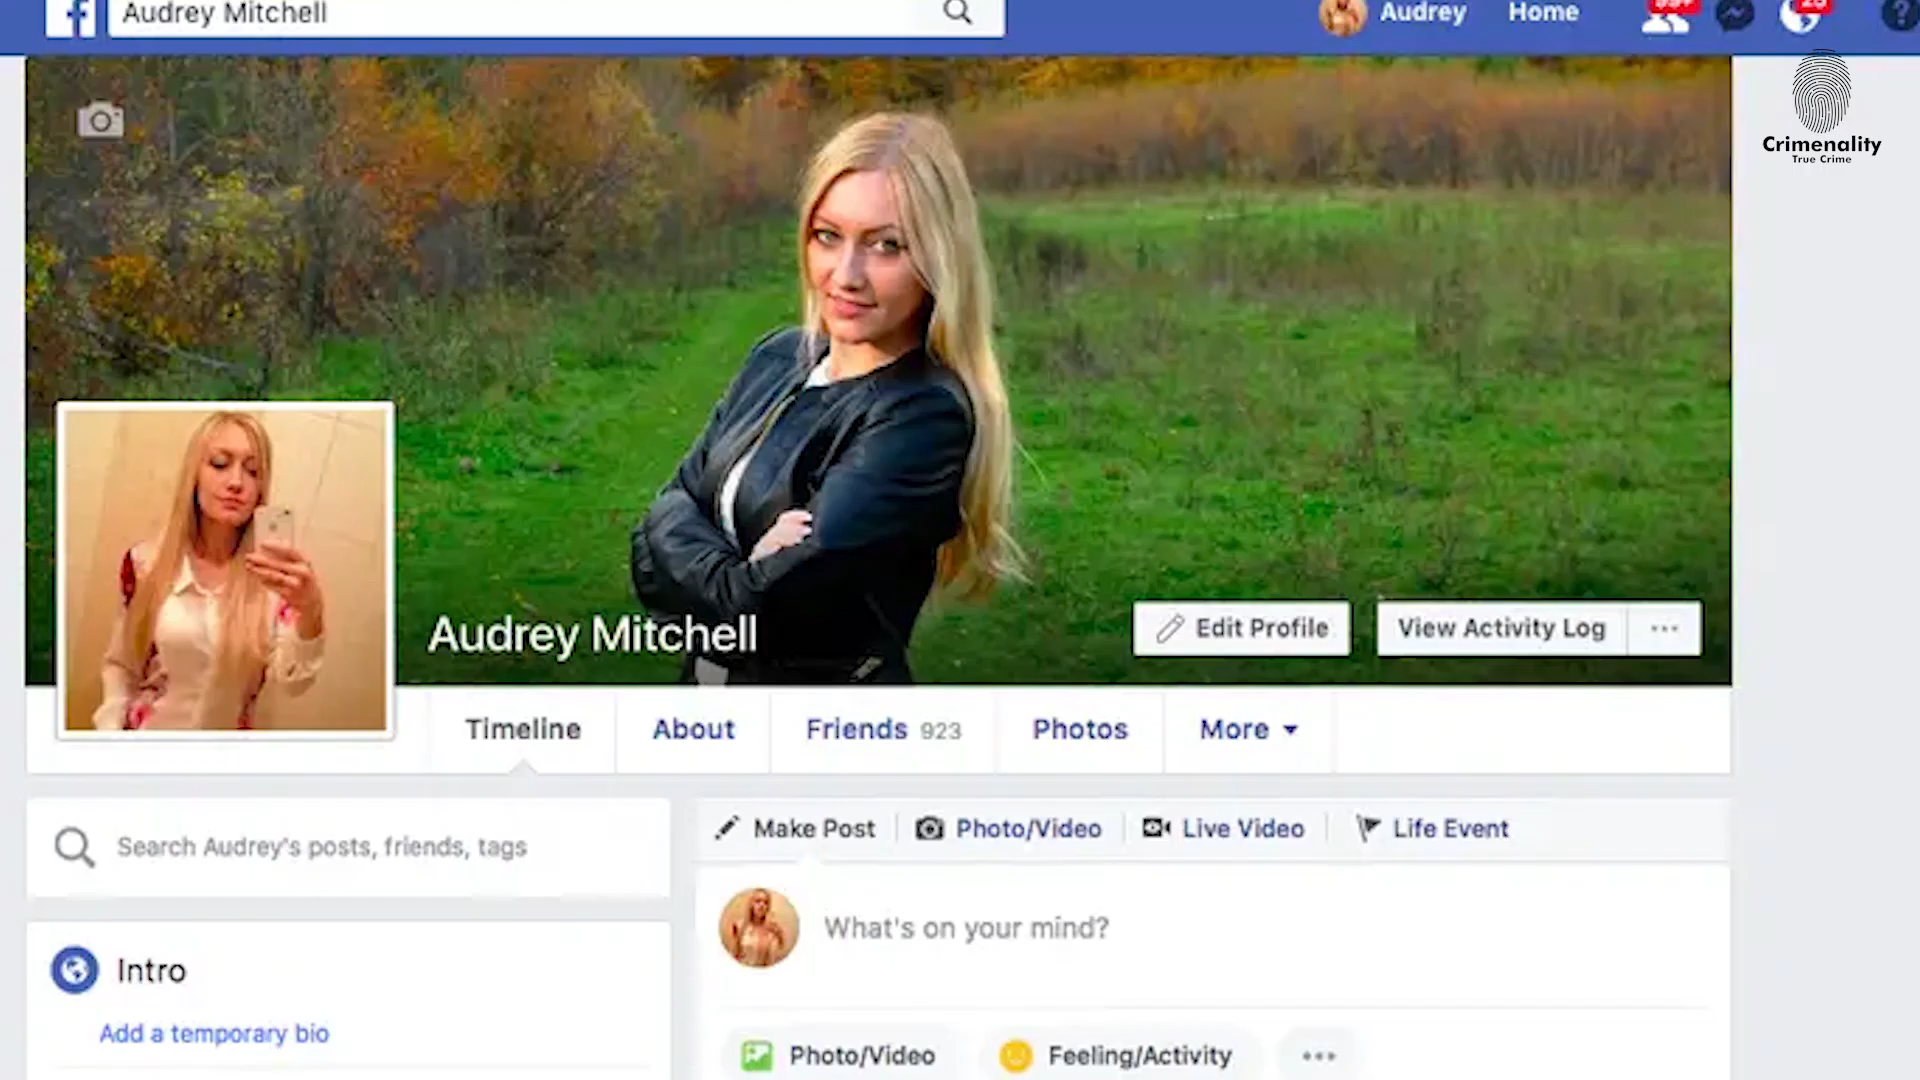 Audrey Mitchell
Audrey Home 99+ 25
Crimenality
True Crime
Audrey Mitchell
Edit Profile View Activity Log
Timeline About Friends 923 Photos More
Search Audrey's posts, friends, tags
Make Post Photo/Video Live Video Life Event
What's on your mind?
Intro
Add a temporary bio
Photo/Video Feeling/Activity